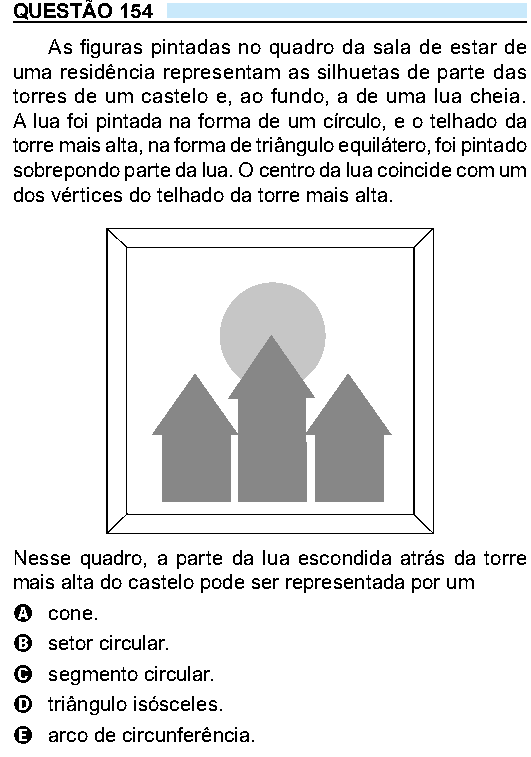 QUESTÃO 154
As figuras pintadas no quadro da sala de estar de
uma residência representam as silhuetas de parte das
torres de um castelo e, ao fundo, a de uma lua cheia.
A lua foi pintada na forma de um círculo, e o telhado da
torre mais alta, na forma de triângulo equilátero, foi pintado
sobrepondo parte da lua. O centro da lua coincide com um
dos vértices do telhado da torre mais alta.
Nesse quadro, a parte da lua escondida atrás da torre
mais alta do castelo pode ser representada por um
A cone.
B setor circular.
C segmento circular.
D triângulo isósceles.
E arco de circunferência.